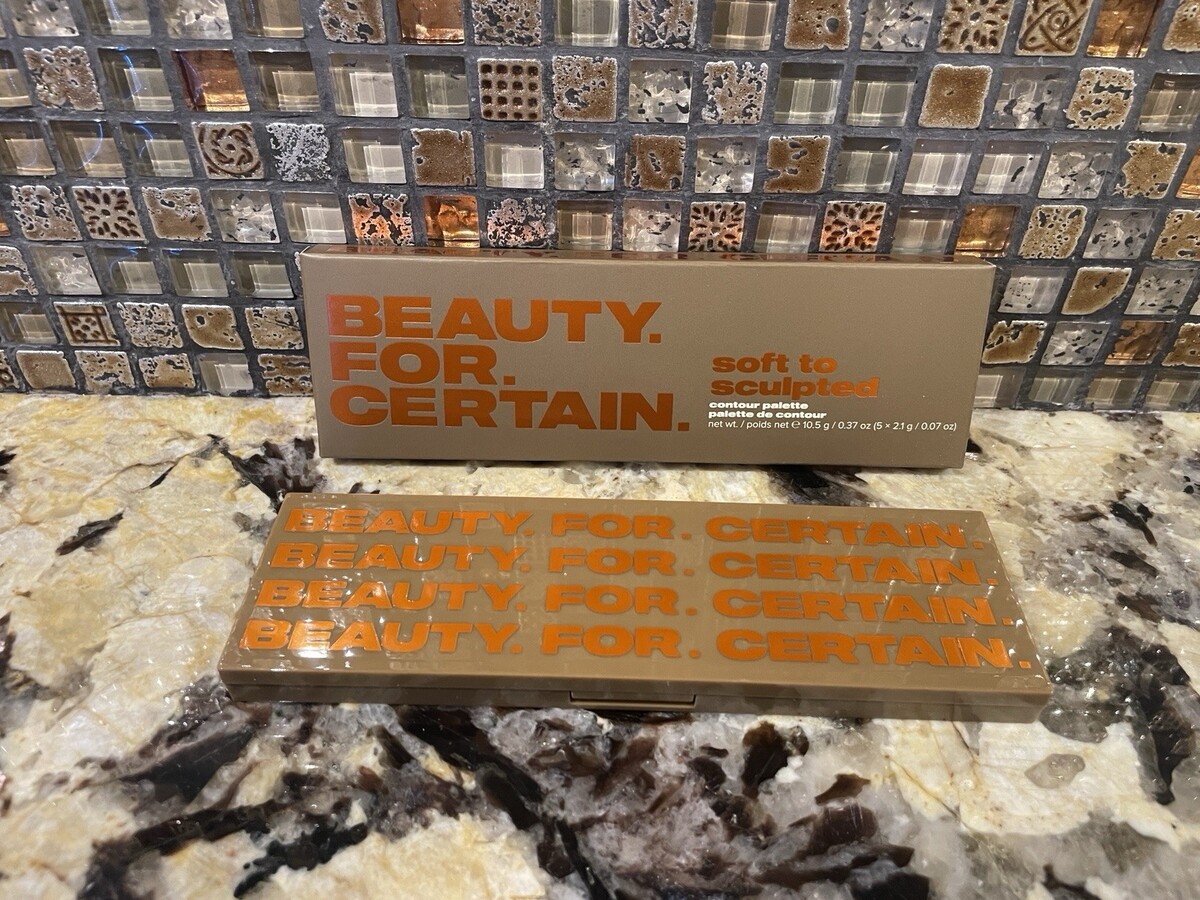 BEAUTY.
FOR.
CERTAIN.
soft to
sculpted
contour palette
palette de contour
net wt. / poids net ℮ 10.5 g / 0.37 oz (5 × 2.1 g / 0.07 oz)
BEAUTY. FOR. CERTAIN.
BEAUTY. FOR. CERTAIN.
BEAUTY. FOR. CERTAIN.
BEAUTY. FOR. CERTAIN.